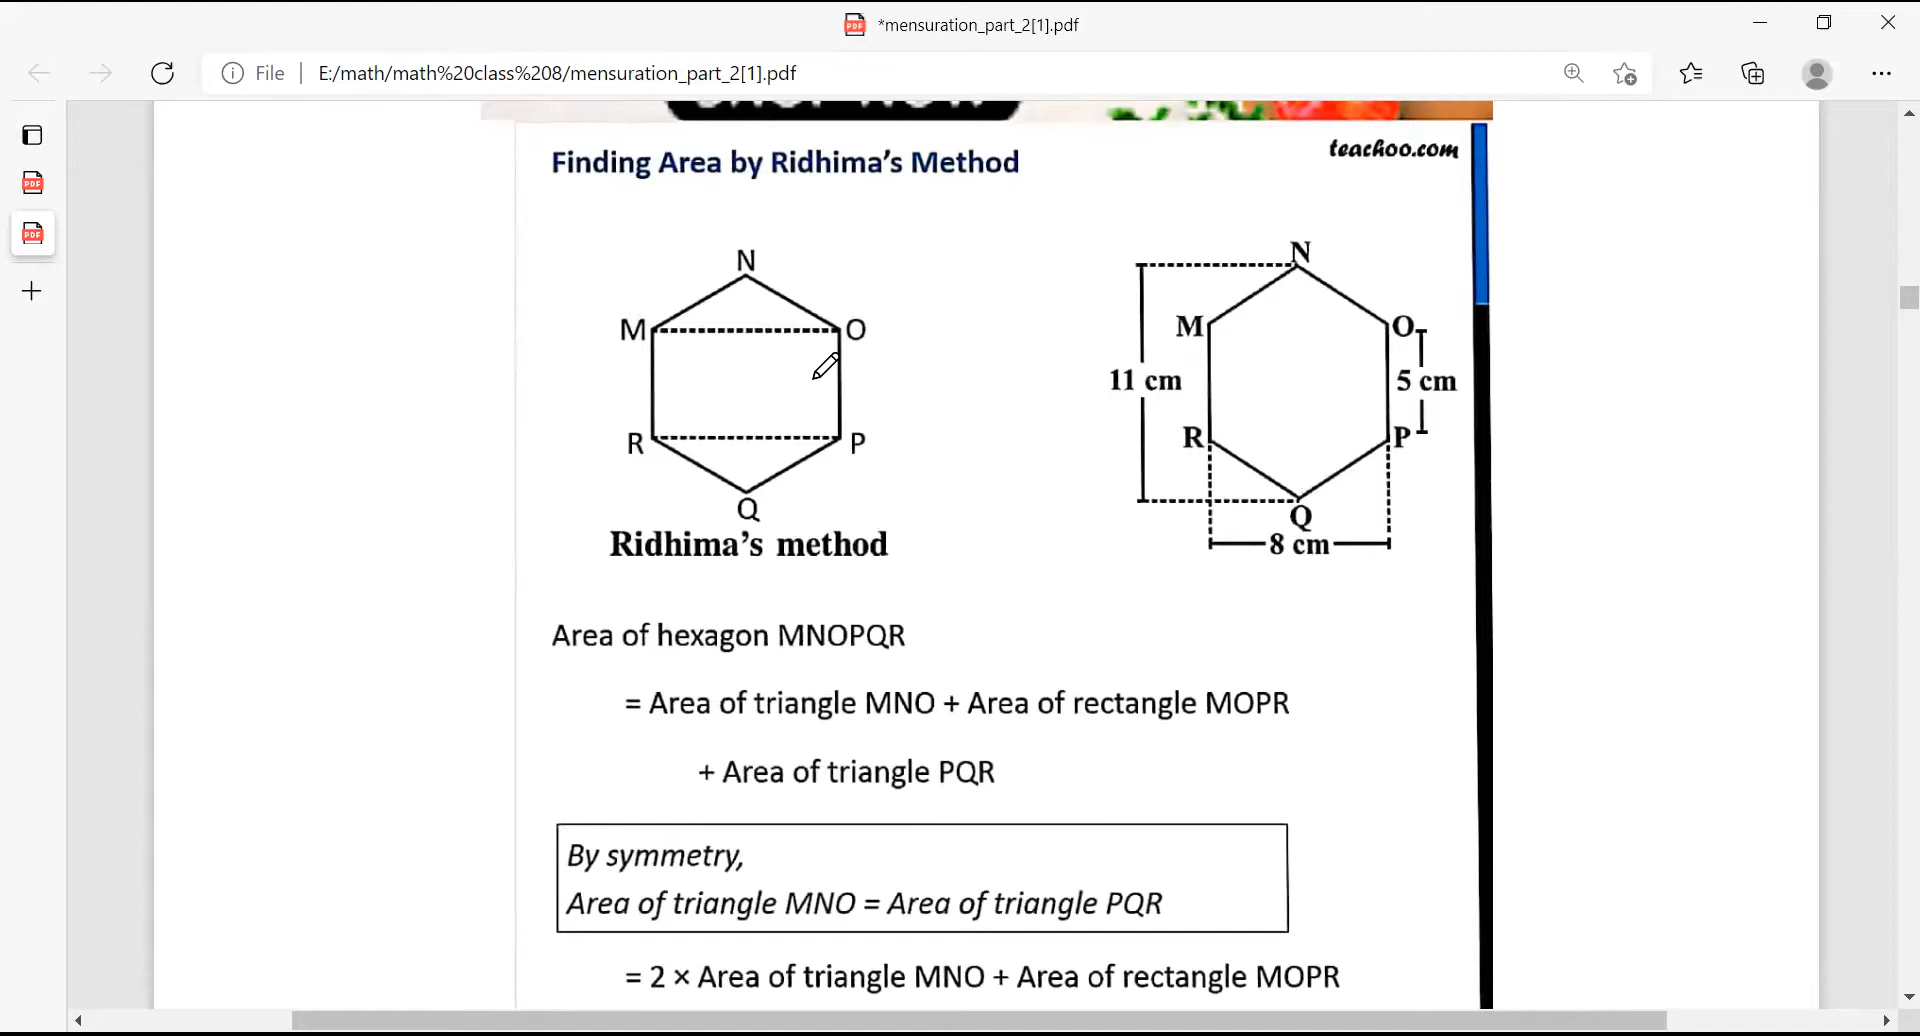 *mensuration_part_2[1].pdf
File
E:/math/math%20class%208/mensuration_part_2[1].pdf
SHOP NOW
teachoo.com
Finding Area by Ridhima's Method
N
M
O
R
P
Q
Ridhima's method
N
M
O
11 cm
5 cm
R
P
Q
8 cm
Area of hexagon MNOPQR
= Area of triangle MNO + Area of rectangle MOPR
+ Area of triangle PQR
By symmetry,
Area of triangle MNO = Area of triangle PQR
= 2 × Area of triangle MNO + Area of rectangle MOPR